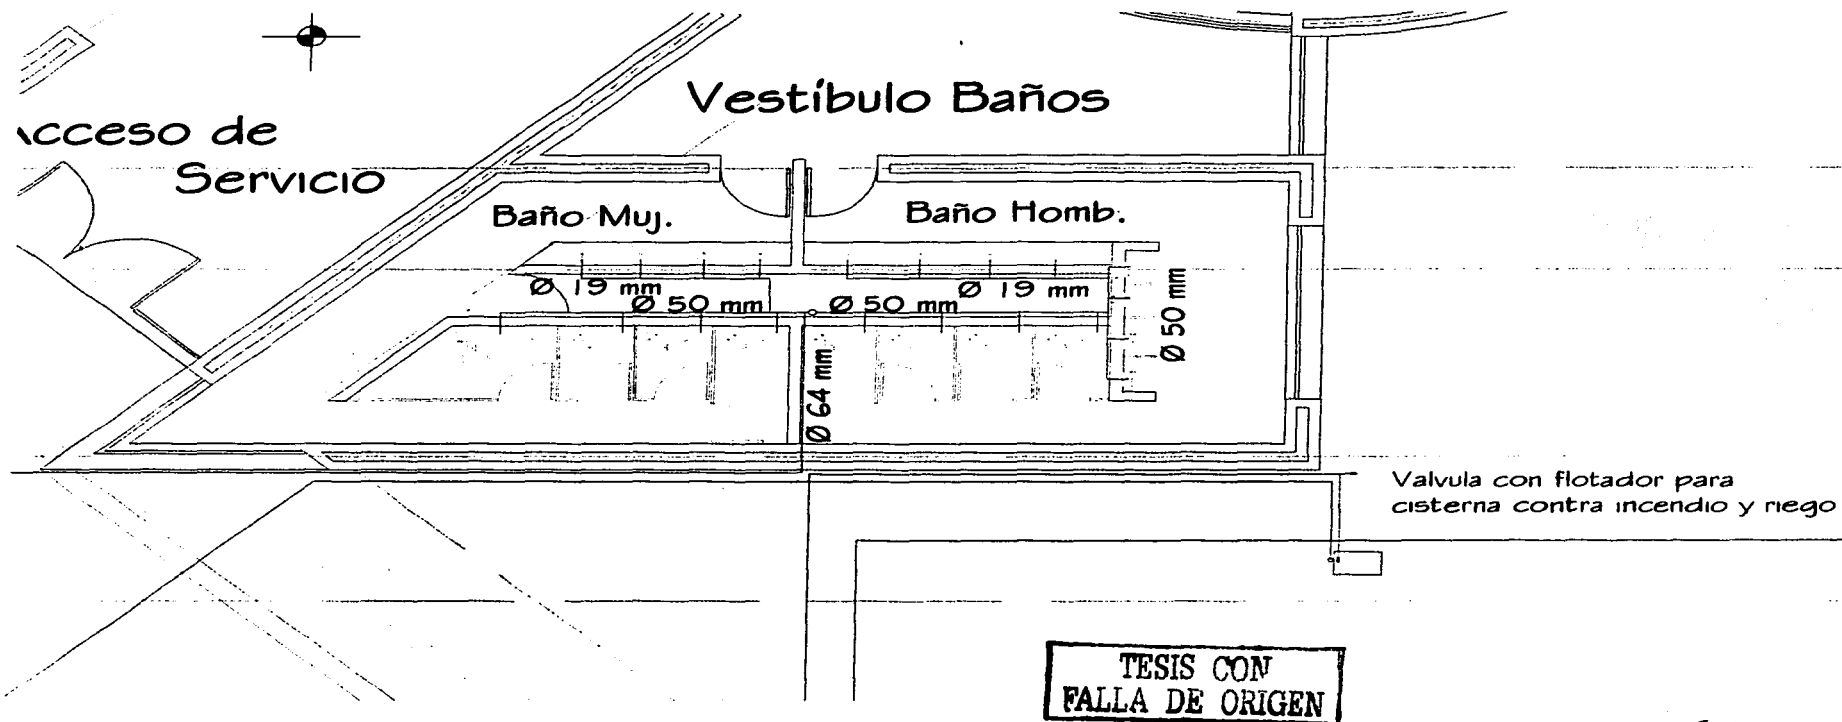 Vestíbulo Baños
cceso de
Servicio
Baño Muj.
Baño Homb.
Ø 19 mm
Ø 50 mm
Ø 50 mm
Ø 19 mm
Ø 50 mm
Ø 64 mm
Valvula con flotador para
cisterna contra incendio y riego
TESIS CON
FALLA DE ORIGEN